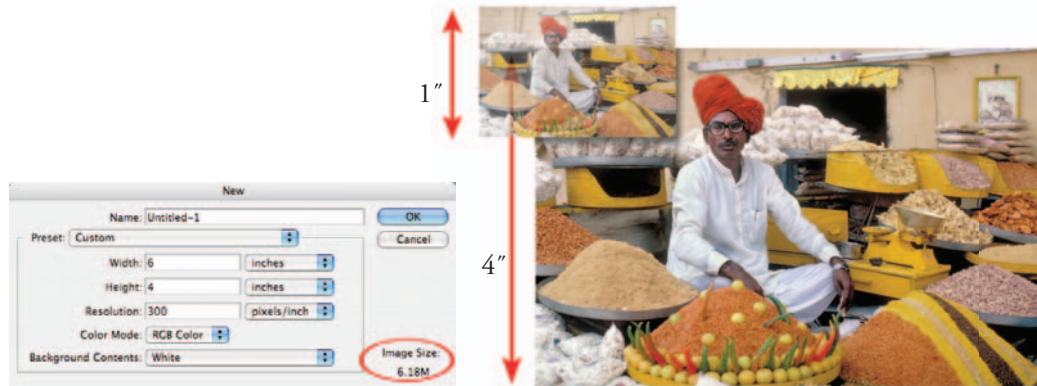 1″
4″
New
Name: Untitled-1
OK
Preset: Custom
Cancel
Width: 6 inches
Height: 4 inches
Resolution: 300 pixels/inch
Color Mode: RGB Color
Background Contents: White
Image Size:
6.18M